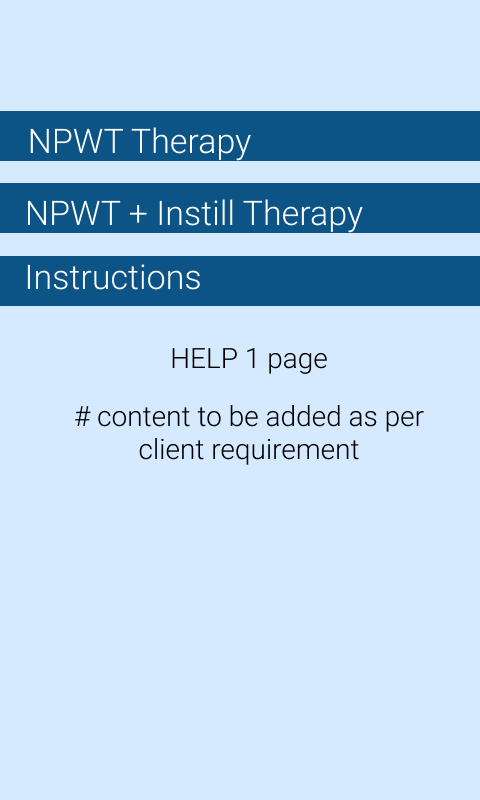 NPWT Therapy
NPWT + Instill Therapy
Instructions
HELP 1 page
# content to be added as per
client requirement